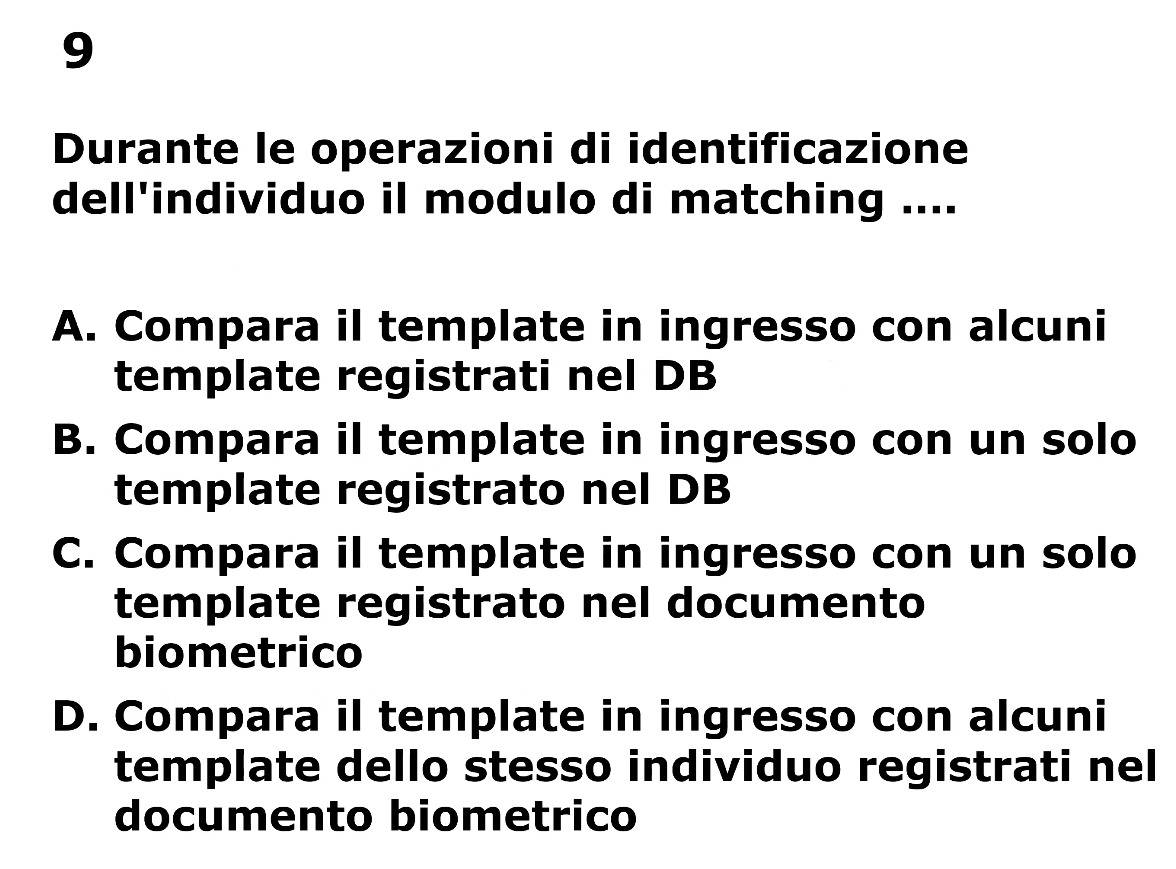 9
Durante le operazioni di identificazione
dell'individuo il modulo di matching ....
A. Compara il template in ingresso con alcuni
template registrati nel DB
B. Compara il template in ingresso con un solo
template registrato nel DB
C. Compara il template in ingresso con un solo
template registrato nel documento
biometrico
D. Compara il template in ingresso con alcuni
template dello stesso individuo registrati nel
documento biometrico